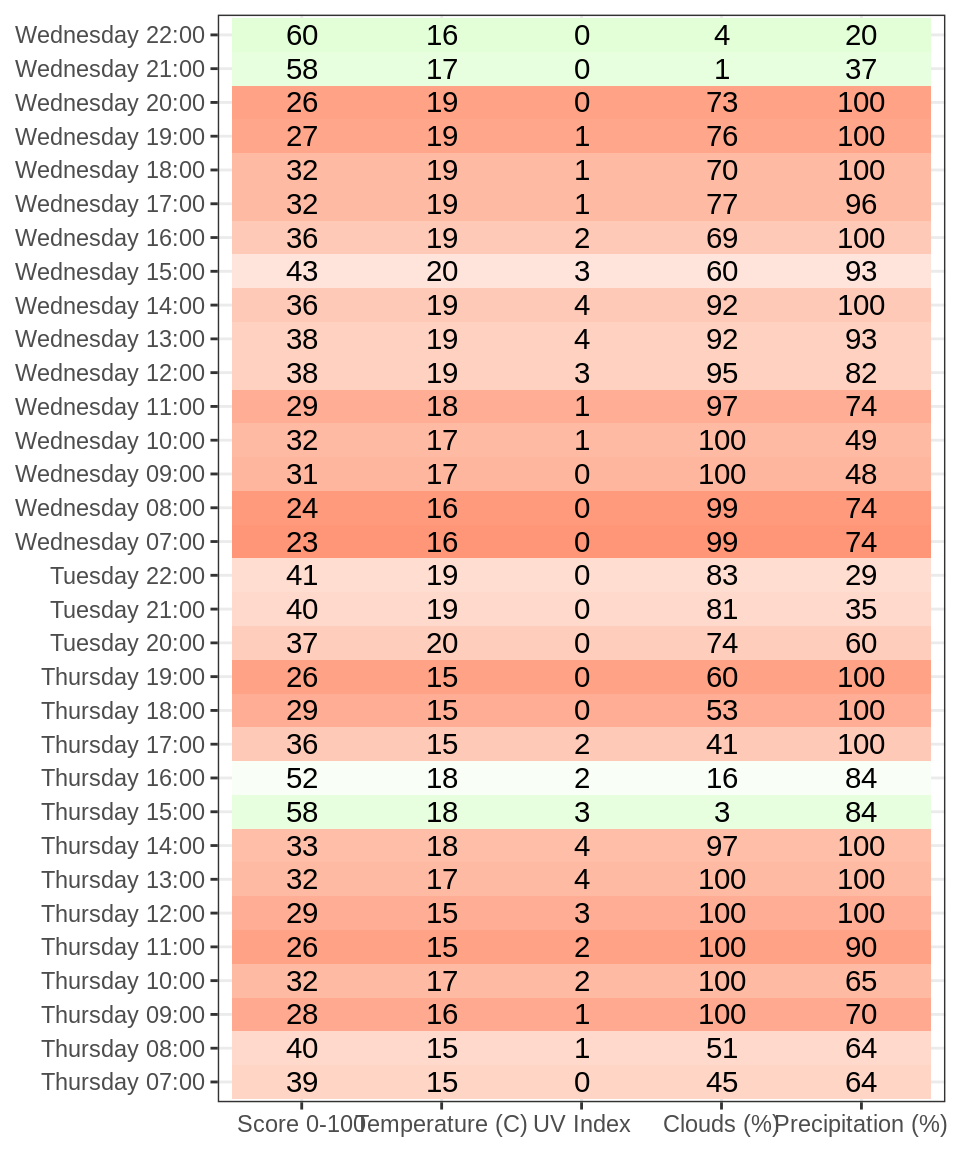 Wednesday 22:00 60 16 0 4 20
Wednesday 21:00 58 17 0 1 37
Wednesday 20:00 26 19 0 73 100
Wednesday 19:00 27 19 1 76 100
Wednesday 18:00 32 19 1 70 100
Wednesday 17:00 32 19 1 77 96
Wednesday 16:00 36 19 2 69 100
Wednesday 15:00 43 20 3 60 93
Wednesday 14:00 36 19 4 92 100
Wednesday 13:00 38 19 4 92 93
Wednesday 12:00 38 19 3 95 82
Wednesday 11:00 29 18 1 97 74
Wednesday 10:00 32 17 1 100 49
Wednesday 09:00 31 17 0 100 48
Wednesday 08:00 24 16 0 99 74
Wednesday 07:00 23 16 0 99 74
Tuesday 22:00 41 19 0 83 29
Tuesday 21:00 40 19 0 81 35
Tuesday 20:00 37 20 0 74 60
Thursday 19:00 26 15 0 60 100
Thursday 18:00 29 15 0 53 100
Thursday 17:00 36 15 2 41 100
Thursday 16:00 52 18 2 16 84
Thursday 15:00 58 18 3 3 84
Thursday 14:00 33 18 4 97 100
Thursday 13:00 32 17 4 100 100
Thursday 12:00 29 15 3 100 100
Thursday 11:00 26 15 2 100 90
Thursday 10:00 32 17 2 100 65
Thursday 09:00 28 16 1 100 70
Thursday 08:00 40 15 1 51 64
Thursday 07:00 39 15 0 45 64
Score 0-100 Temperature (C) UV Index Clouds (%) Precipitation (%)